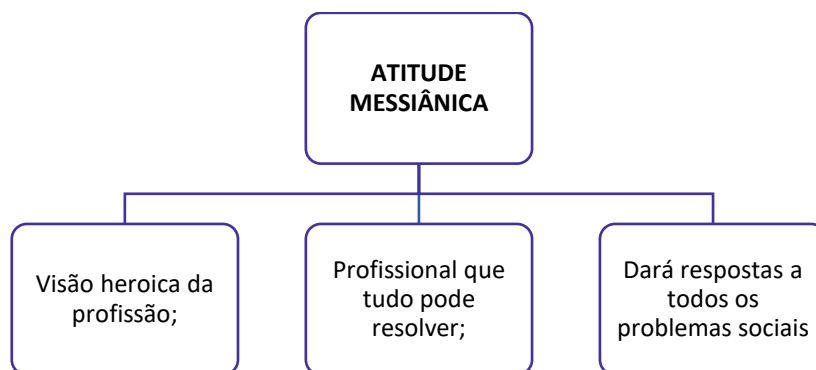 ATITUDE
MESSIÂNICA
Visão heroica da
profissão;
Profissional que
tudo pode
resolver;
Dará respostas a
todos os
problemas sociais